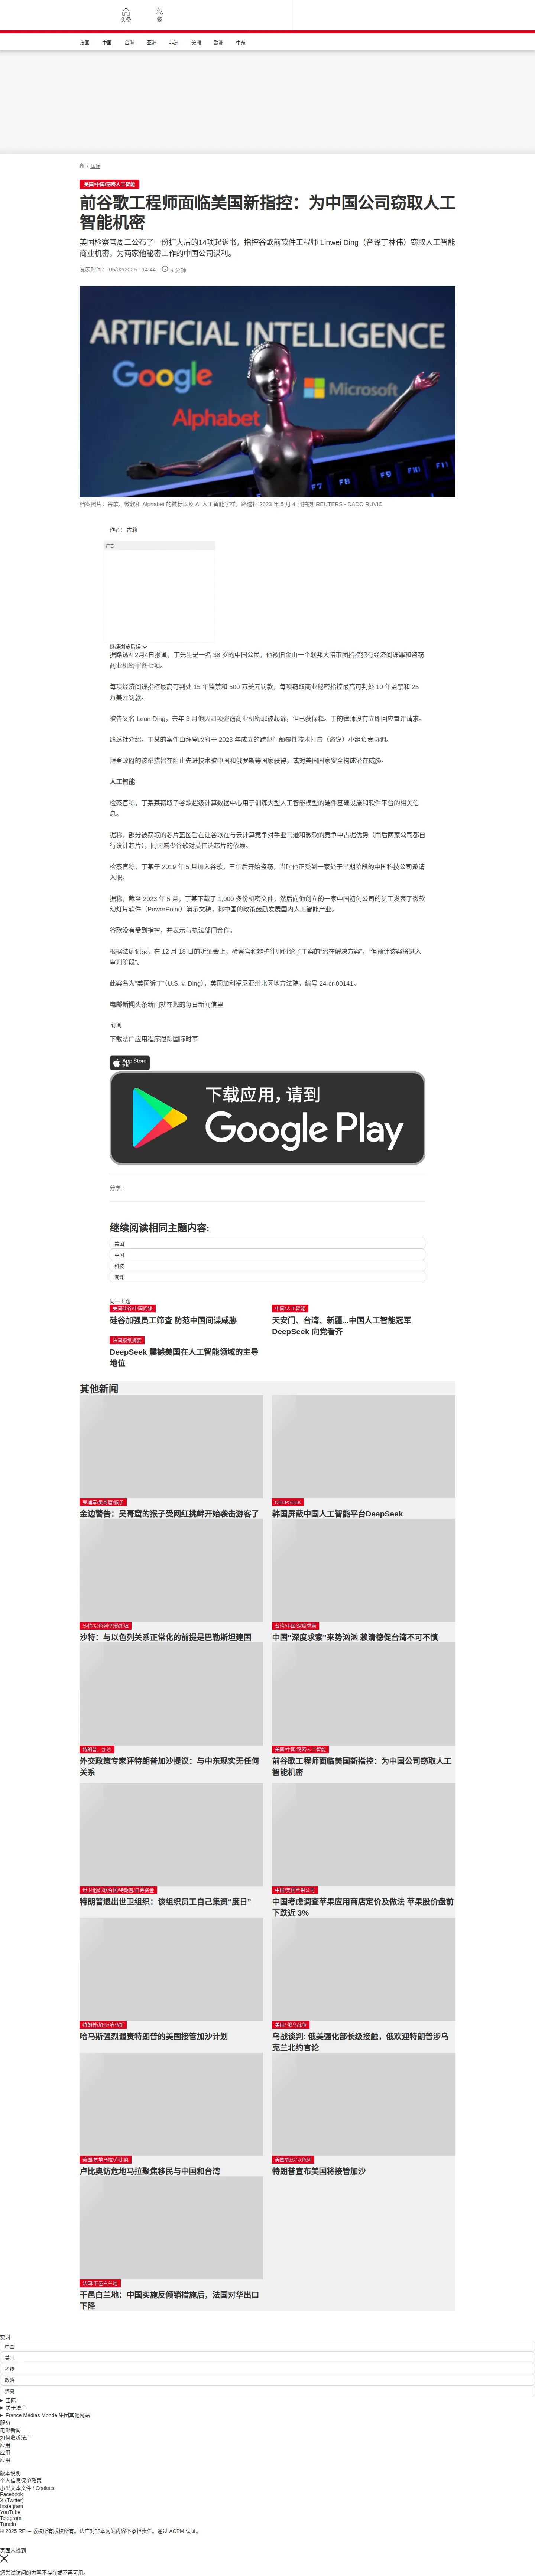 头条
繁
法国
中国
台海
亚洲
非洲
美洲
欧洲
中东
/ 国际
美国/中国/窃密人工智能
前谷歌工程师面临美国新指控：为中国公司窃取人工
智能机密
美国检察官周二公布了一份扩大后的14项起诉书，指控谷歌前软件工程师 Linwei Ding（音译丁林伟）窃取人工智能
商业机密，为两家他秘密工作的中国公司谋利。
发表时间： 05/02/2025 - 14:44
5 分钟
ARTIFICIAL INTELLIGENCE
Google
Microsoft
Alphabet
档案照片：谷歌、微软和 Alphabet 的徽标以及 AI 人工智能字样。路透社 2023 年 5 月 4 日拍摄 REUTERS - DADO RUVIC
作者： 古莉
广告
继续浏览后续
据路透社2月4日报道，丁先生是一名 38 岁的中国公民，他被旧金山一个联邦大陪审团指控犯有经济间谍罪和盗窃
商业机密罪各七项。
每项经济间谍指控最高可判处 15 年监禁和 500 万美元罚款，每项窃取商业秘密指控最高可判处 10 年监禁和 25
万美元罚款。
被告又名 Leon Ding，去年 3 月他因四项盗窃商业机密罪被起诉，但已获保释。丁的律师没有立即回应置评请求。
路透社介绍，丁某的案件由拜登政府于 2023 年成立的跨部门颠覆性技术打击（盗窃）小组负责协调。
拜登政府的该举措旨在阻止先进技术被中国和俄罗斯等国家获得，或对美国国家安全构成潜在威胁。
人工智能
检察官称，丁某某窃取了谷歌超级计算数据中心用于训练大型人工智能模型的硬件基础设施和软件平台的相关信
息。
据称，部分被窃取的芯片蓝图旨在让谷歌在与云计算竞争对手亚马逊和微软的竞争中占据优势（而后两家公司都自
行设计芯片），同时减少谷歌对英伟达芯片的依赖。
检察官称，丁某于 2019 年 5 月加入谷歌，三年后开始盗窃，当时他正受到一家处于早期阶段的中国科技公司邀请
入职。
据称，截至 2023 年 5 月，丁某下载了 1,000 多份机密文件，然后向他创立的一家中国初创公司的员工发表了微软
幻灯片软件（PowerPoint）演示文稿，称中国的政策鼓励发展国内人工智能产业。
谷歌没有受到指控，并表示与执法部门合作。
根据法庭记录，在 12 月 18 日的听证会上，检察官和辩护律师讨论了丁案的“潜在解决方案”，“但预计该案将进入
审判阶段”。
此案名为“美国诉丁”（U.S. v. Ding），美国加利福尼亚州北区地方法院，编号 24-cr-00141。
电邮新闻头条新闻就在您的每日新闻信里
订阅
下载法广应用程序跟踪国际时事
App Store
下载
下载应用，请到
Google Play
分享 :
继续阅读相同主题内容:
美国
中国
科技
间谍
同一主题
美国硅谷/中国间谍
硅谷加强员工筛查 防范中国间谍威胁
中国/人工智能
天安门、台湾、新疆...中国人工智能冠军
DeepSeek 向党看齐
法国报纸摘要
DeepSeek 震撼美国在人工智能领域的主导
地位
其他新闻
柬埔寨/吴哥窟/猴子
金边警告：吴哥窟的猴子受网红挑衅开始袭击游客了
DEEPSEEK
韩国屏蔽中国人工智能平台DeepSeek
沙特/以色列/巴勒斯坦
沙特：与以色列关系正常化的前提是巴勒斯坦建国
台湾/中国/深度求索
中国“深度求索”来势汹汹 赖清德促台湾不可不慎
特朗普，加沙
外交政策专家评特朗普加沙提议：与中东现实无任何
关系
美国/中国/窃密人工智能
前谷歌工程师面临美国新指控：为中国公司窃取人工
智能机密
世卫组织/联合国/特朗普/自筹资金
特朗普退出世卫组织：该组织员工自己集资“度日”
中国/美国苹果公司
中国考虑调查苹果应用商店定价及做法 苹果股价盘前
下跌近 3%
特朗普/加沙/哈马斯
哈马斯强烈谴责特朗普的美国接管加沙计划
美国/ 俄乌战争
乌战谈判: 俄美强化部长级接触，俄欢迎特朗普涉乌
克兰北约言论
美国/危地马拉/卢比奥
卢比奥访危地马拉聚焦移民与中国和台湾
美国/加沙/以色列
特朗普宣布美国将接管加沙
法国/干邑白兰地
干邑白兰地：中国实施反倾销措施后，法国对华出口
下降
实时
中国
美国
科技
政治
贸易
国际
关于法广
France Médias Monde 集团其他网站
服务
电邮新闻
如何收听法广
应用
应用
应用
版本说明
个人信息保护政策
小型文本文件 / Cookies
Facebook
X (Twitter)
Instagram
YouTube
Telegram
TuneIn
© 2025 RFI – 版权所有版权所有。法广对非本网站内容不承担责任。通过 ACPM 认证。
页面未找到
您尝试访问的内容不存在或不再可用。